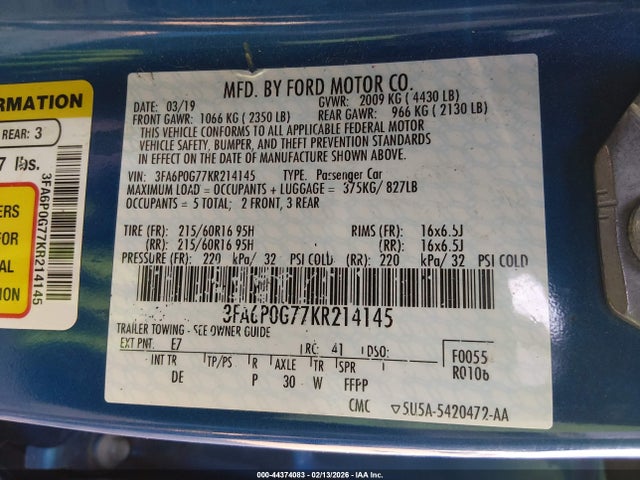 ORMATION
REAR: 3
7 lbs.
ERS
FOR
AL
TION
3FA6P0G77KR214145
MFD. BY FORD MOTOR CO.
DATE: 03/19 GVWR: 2009 KG ( 4430 LB)
FRONT GAWR: 1066 KG ( 2350 LB) REAR GAWR: 966 KG ( 2130 LB)
THIS VEHICLE CONFORMS TO ALL APPLICABLE FEDERAL MOTOR
VEHICLE SAFETY, BUMPER, AND THEFT PREVENTION STANDARDS
IN EFFECT ON THE DATE OF MANUFACTURE SHOWN ABOVE.
VIN: 3FA6P0G77KR214145 TYPE: Passenger Car
MAXIMUM LOAD = OCCUPANTS + LUGGAGE = 375KG/ 827LB
OCCUPANTS = 5 TOTAL; 2 FRONT, 3 REAR
TIRE (FR): 215/60R16 95H RIMS (FR): 16x6.5J
(RR): 215/60R16 95H (RR): 16x6.5J
PRESSURE (FR): 220 kPa/ 32 PSI COLD (RR): 220 kPa/ 32 PSI COLD
3FA6P0G77KR214145
TRAILER TOWING - SEE OWNER GUIDE
EXT PNT: E7 RC: 41 DSO: F0055
INT TR TP/PS R AXLE TR SPR R0106
DE P 30 W FFPP
CMC ▽5U5A-5420472-AA
000-44374083 - 02/13/2026 - IAA Inc.